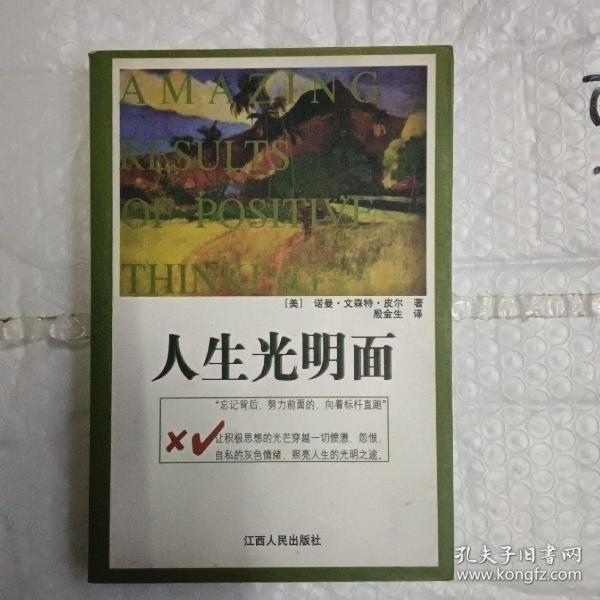 AMAZING
RESULTS
OF POSITIVE
THINKING
[美] 诺曼·文森特·皮尔 著
殷金生 译
人生光明面
“忘记背后，努力前面的，向着标杆直跑”
让积极思想的光芒穿越一切愤懑、怨恨、
自私的灰色情绪，照亮人生的光明之途。
江西人民出版社
孔夫子旧书网
www.kongfz.com